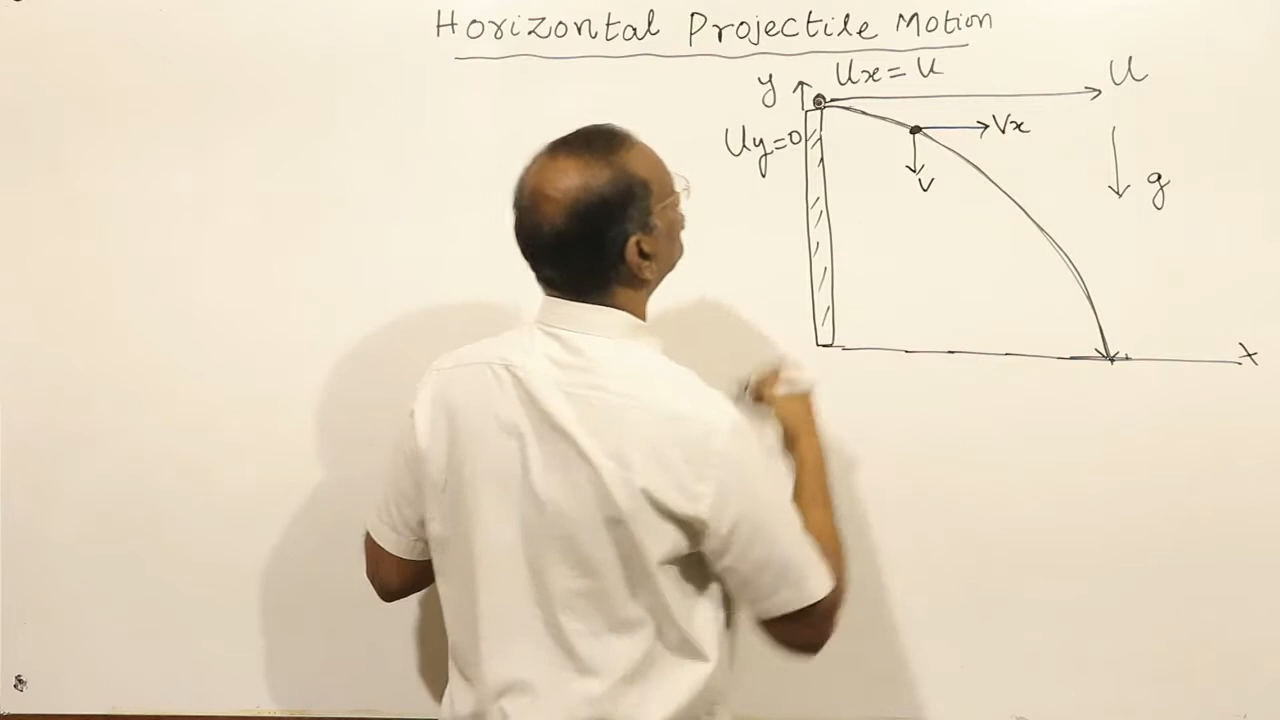 Horizontal Projectile Motion
y Ux = U U
Uy=0 Vx
V g
x